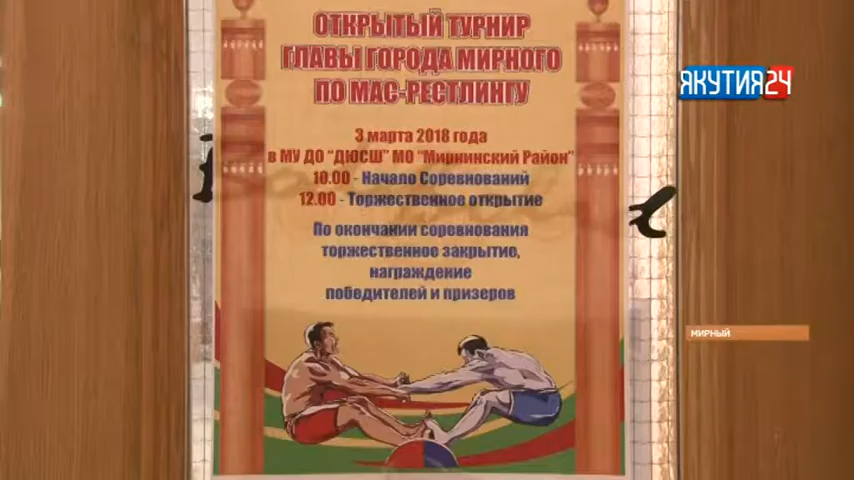 ОТКРЫТЫЙ ТУРНИР
ГЛАВЫ ГОРОДА МИРНОГО
ПО МАС-РЕСТЛИНГУ
3 марта 2018 года
в МУ ДО "ДЮСШ" МО "Мирнинский Район"
10.00 - Начало Соревнований
12.00 - Торжественное открытие
По окончании соревнования
торжественное закрытие,
награждение
победителей и призеров
ЯКУТИЯ24
МИРНЫЙ